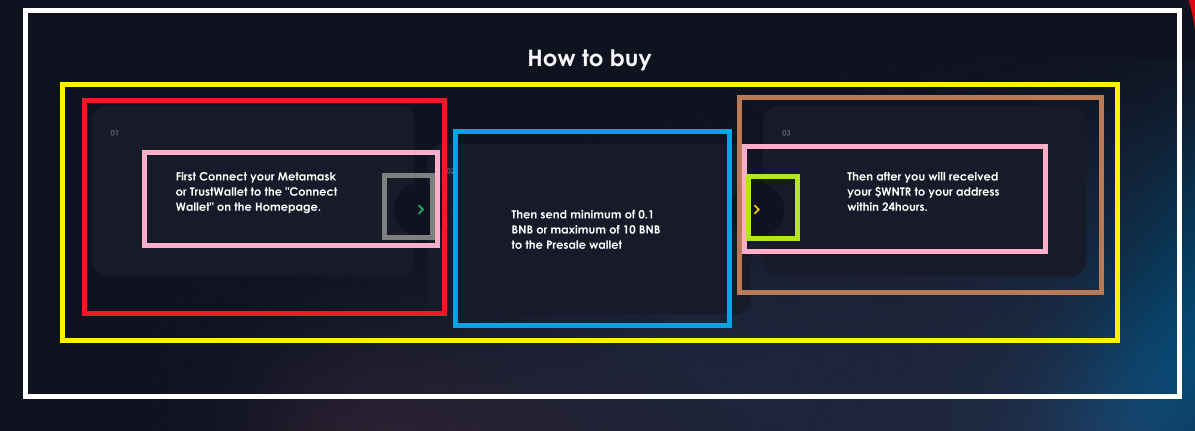 How to buy
01
First Connect your Metamask
or TrustWallet to the "Connect
Wallet" on the Homepage.
02
Then send minimum of 0.1
BNB or maximum of 10 BNB
to the Presale wallet
03
Then after you will received
your $WNTR to your address
within 24hours.